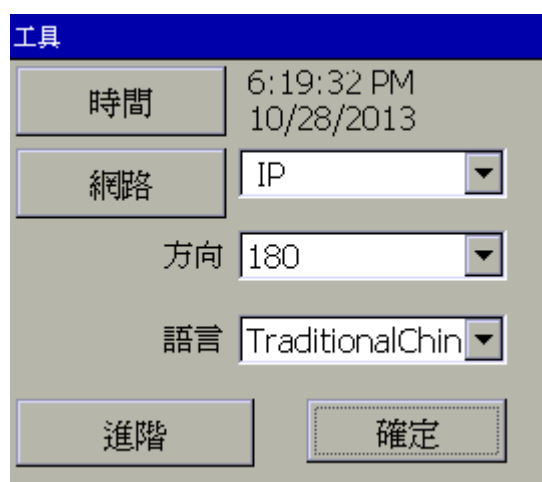 工具
時間
6:19:32 PM
10/28/2013
網路
IP
方向
180
語言
TraditionalChin
進階
確定